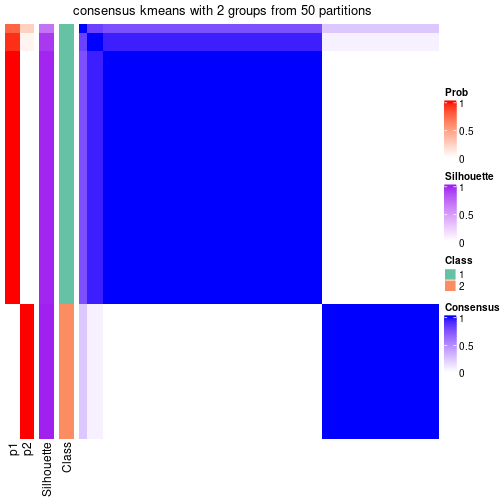 consensus kmeans with 2 groups from 50 partitions
Prob
1
0.5
0
Silhouette
1
0.5
0
Class
1
2
Consensus
1
0.5
0
p1
p2
Silhouette
Class